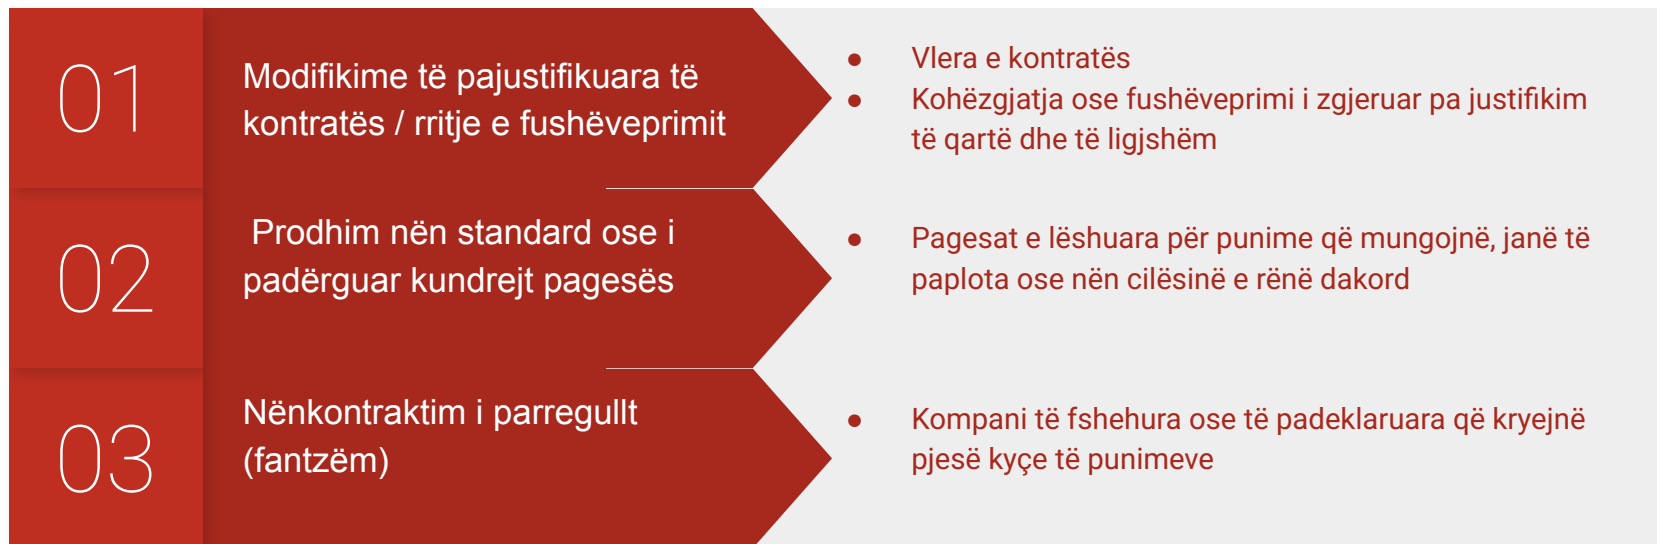 01
Modifikime të pajustifikuara të
kontratës / rritje e fushëveprimit
● Vlera e kontratës
● Kohëzgjatja ose fushëveprimi i zgjeruar pa justifikim
të qartë dhe të ligjshëm
02
Prodhim nën standard ose i
padërguar kundrejt pagesës
● Pagesat e lëshuara për punime që mungojnë, janë të
paplota ose nën cilësinë e rënë dakord
03
Nënkontraktim i parregullt
(fantzëm)
● Kompani të fshehura ose të padeklaruara që kryejnë
pjesë kyçe të punimeve